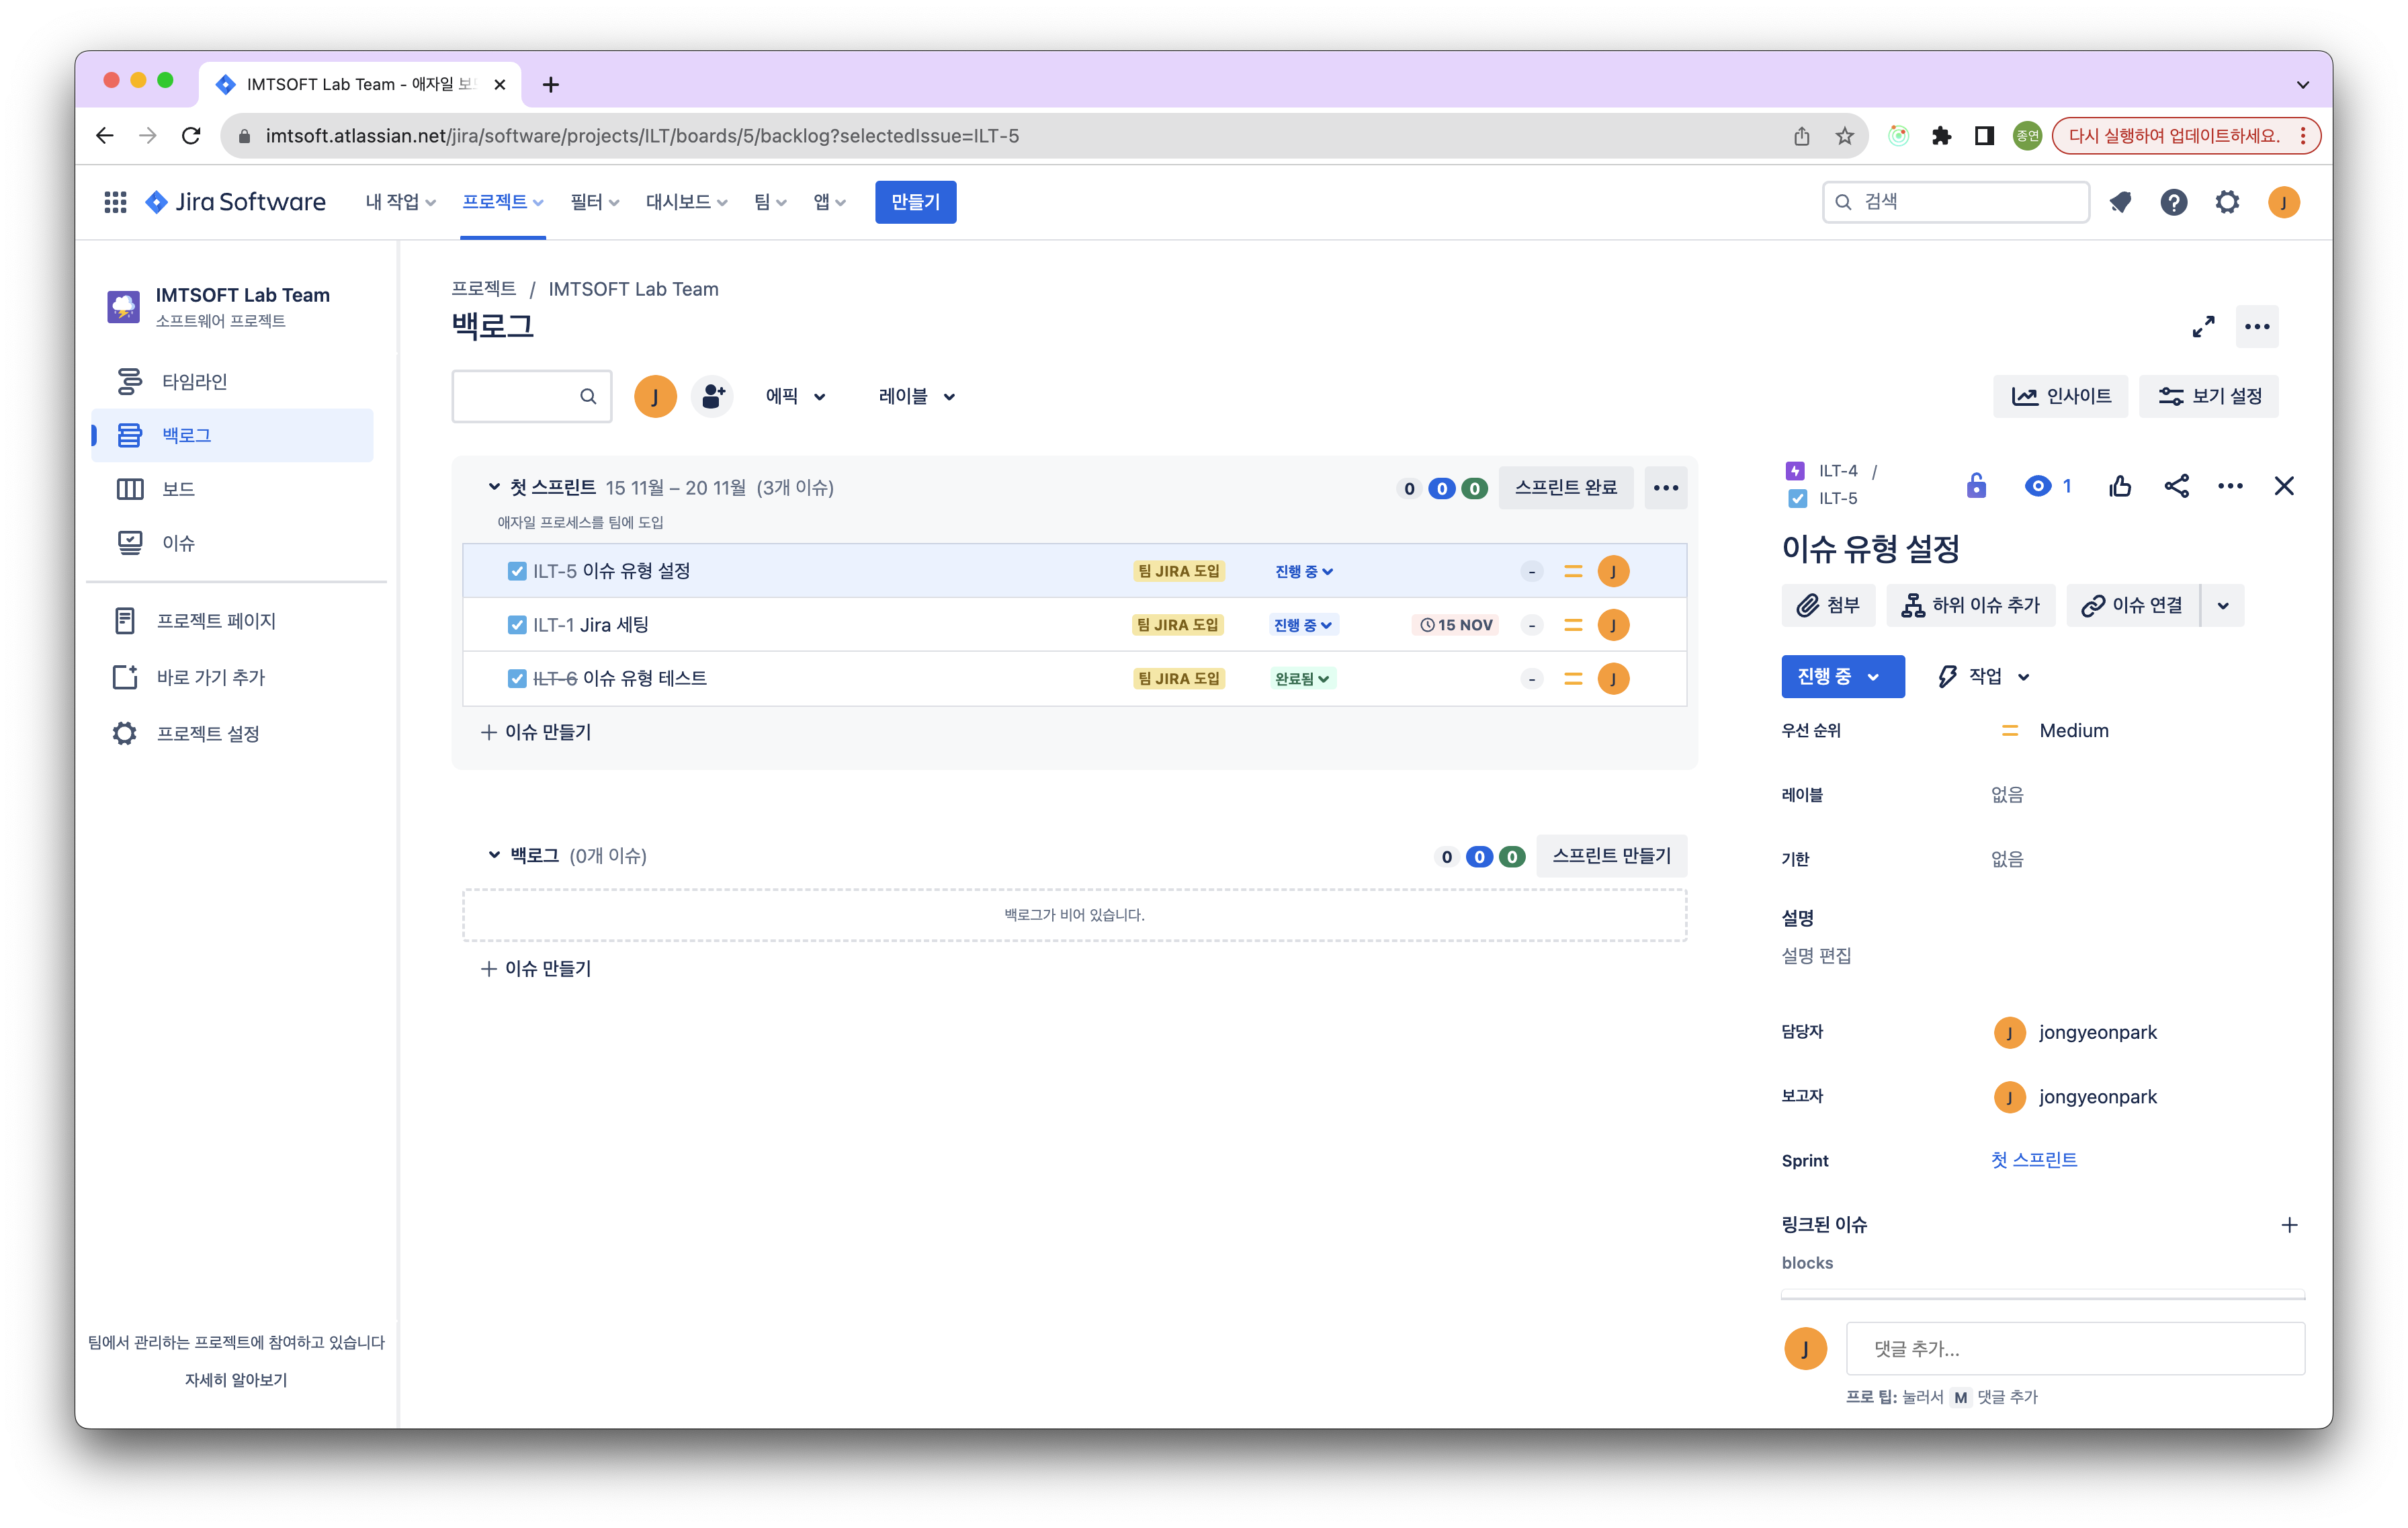 IMTSOFT Lab Team - 애자일 보
imtsoft.atlassian.net/jira/software/projects/ILT/boards/5/backlog?selectedIssue=ILT-5
종연
다시 실행하여 업데이트하세요.
Jira Software
내 작업
프로젝트
필터
대시보드
팀
앱
만들기
검색
J
IMTSOFT Lab Team
소프트웨어 프로젝트
타임라인
백로그
보드
이슈
프로젝트 페이지
바로 가기 추가
프로젝트 설정
팀에서 관리하는 프로젝트에 참여하고 있습니다
자세히 알아보기
프로젝트 / IMTSOFT Lab Team
백로그
J
에픽
레이블
인사이트
보기 설정
첫 스프린트 15 11월 – 20 11월 (3개 이슈)
0 0 0
스프린트 완료
애자일 프로세스를 팀에 도입
ILT-5 이슈 유형 설정 팀 JIRA 도입 진행 중 - J
ILT-1 Jira 세팅 팀 JIRA 도입 진행 중 15 NOV - J
ILT-6 이슈 유형 테스트 팀 JIRA 도입 완료됨 - J
+ 이슈 만들기
백로그 (0개 이슈)
0 0 0
스프린트 만들기
백로그가 비어 있습니다.
+ 이슈 만들기
ILT-4 /
ILT-5
1
이슈 유형 설정
첨부
하위 이슈 추가
이슈 연결
진행 중
작업
우선 순위 Medium
레이블 없음
기한 없음
설명
설명 편집
담당자 J jongyeonpark
보고자 J jongyeonpark
Sprint 첫 스프린트
링크된 이슈
blocks
J
댓글 추가...
프로 팁: 눌러서 M 댓글 추가